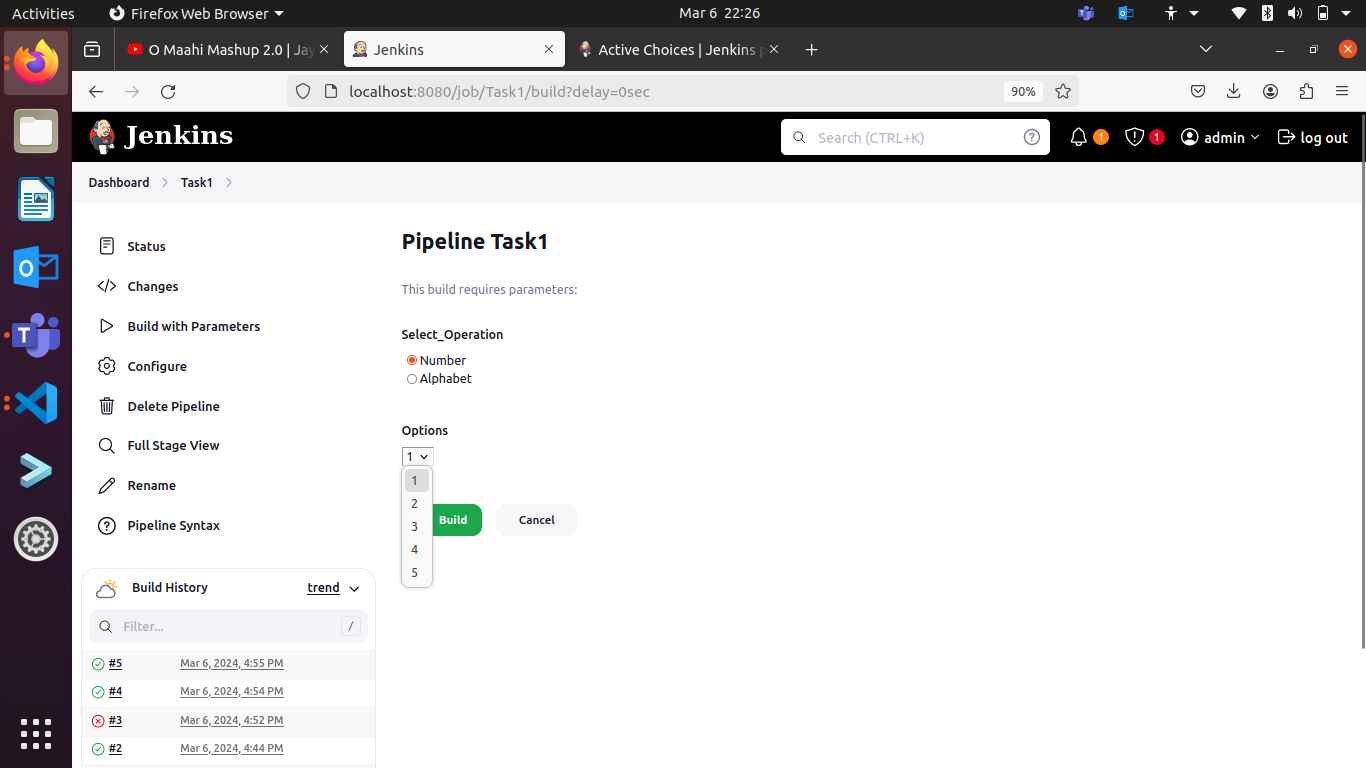 Activities
Firefox Web Browser
Mar 6 22:26
O Maahi Mashup 2.0 | Jay
Jenkins
Active Choices | Jenkins p
localhost:8080/job/Task1/build?delay=0sec
90%
Jenkins
Search (CTRL+K)
?
1
1
admin
log out
Dashboard
Task1
Status
Changes
Build with Parameters
Configure
Delete Pipeline
Full Stage View
Rename
Pipeline Syntax
Pipeline Task1
This build requires parameters:
Select_Operation
Number
Alphabet
Options
1
1
2
3
4
5
Build
Cancel
Build History
trend
Filter...
/
#5 Mar 6, 2024, 4:55 PM
#4 Mar 6, 2024, 4:54 PM
#3 Mar 6, 2024, 4:52 PM
#2 Mar 6, 2024, 4:44 PM